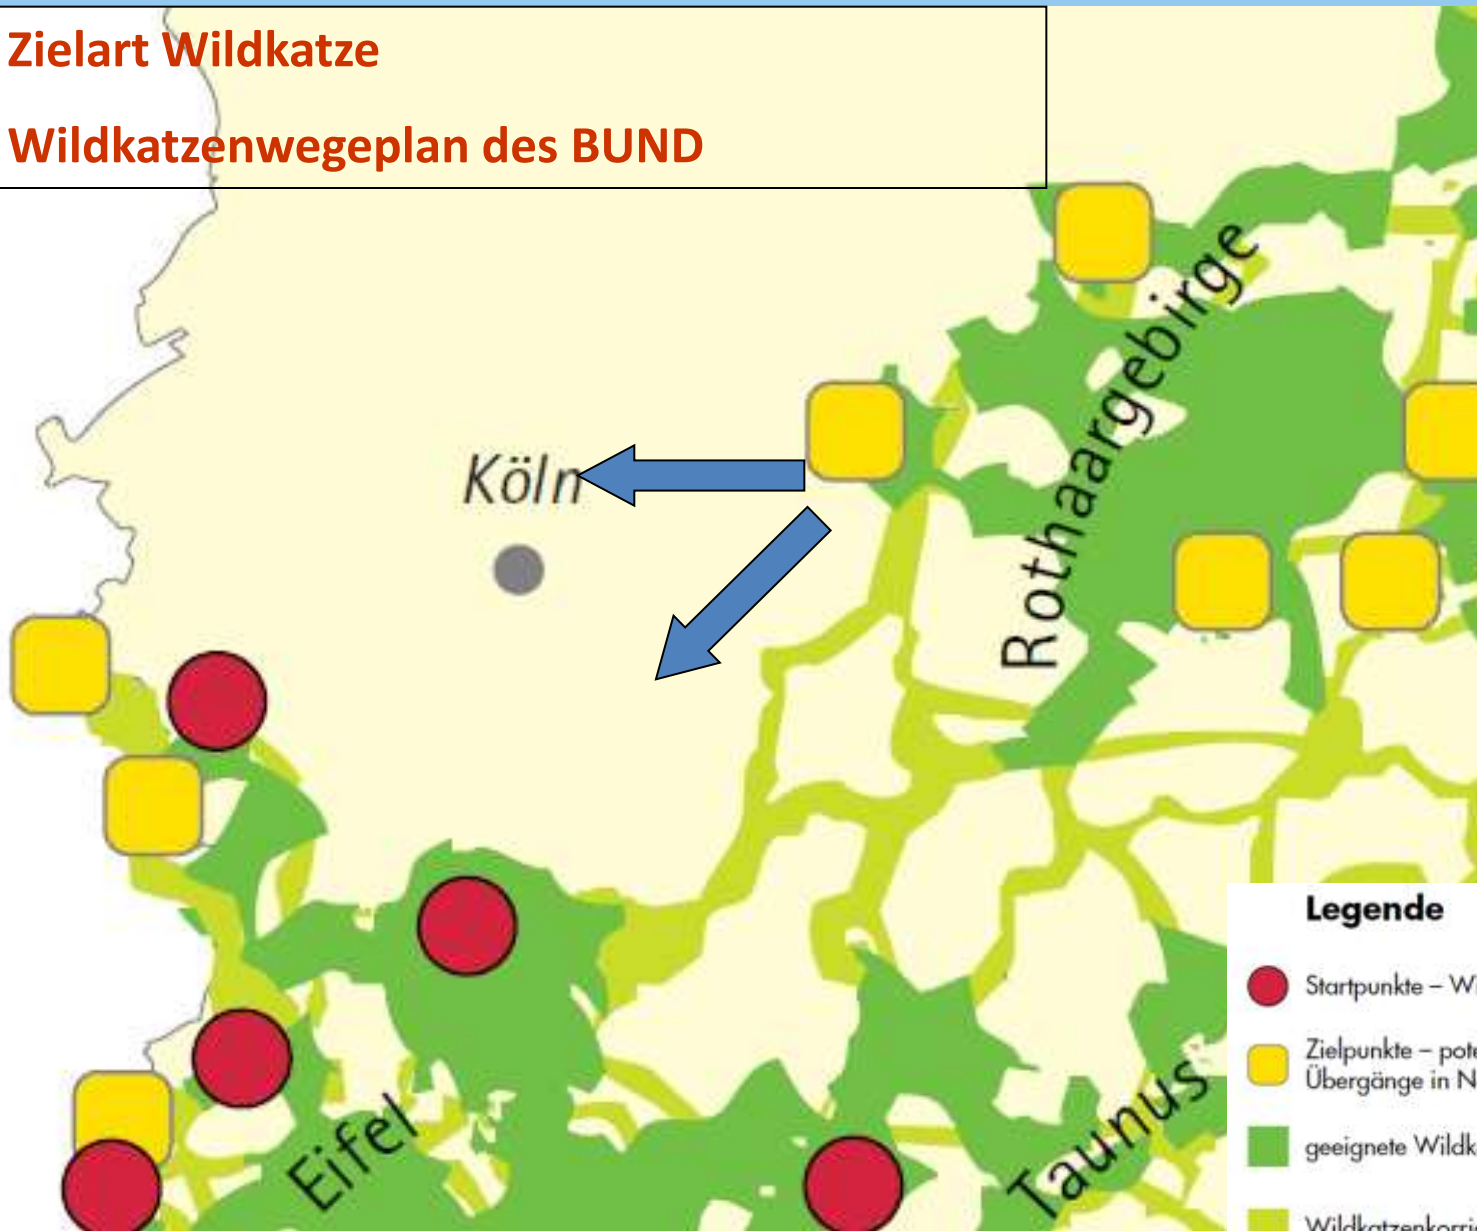 Zielart Wildkatze
Wildkatzenwegeplan des BUND
Rothaargebirge
Köln
Eifel
Taunus
Legende
Startpunkte –
Zielpunkte –
Übergänge in
geeignete